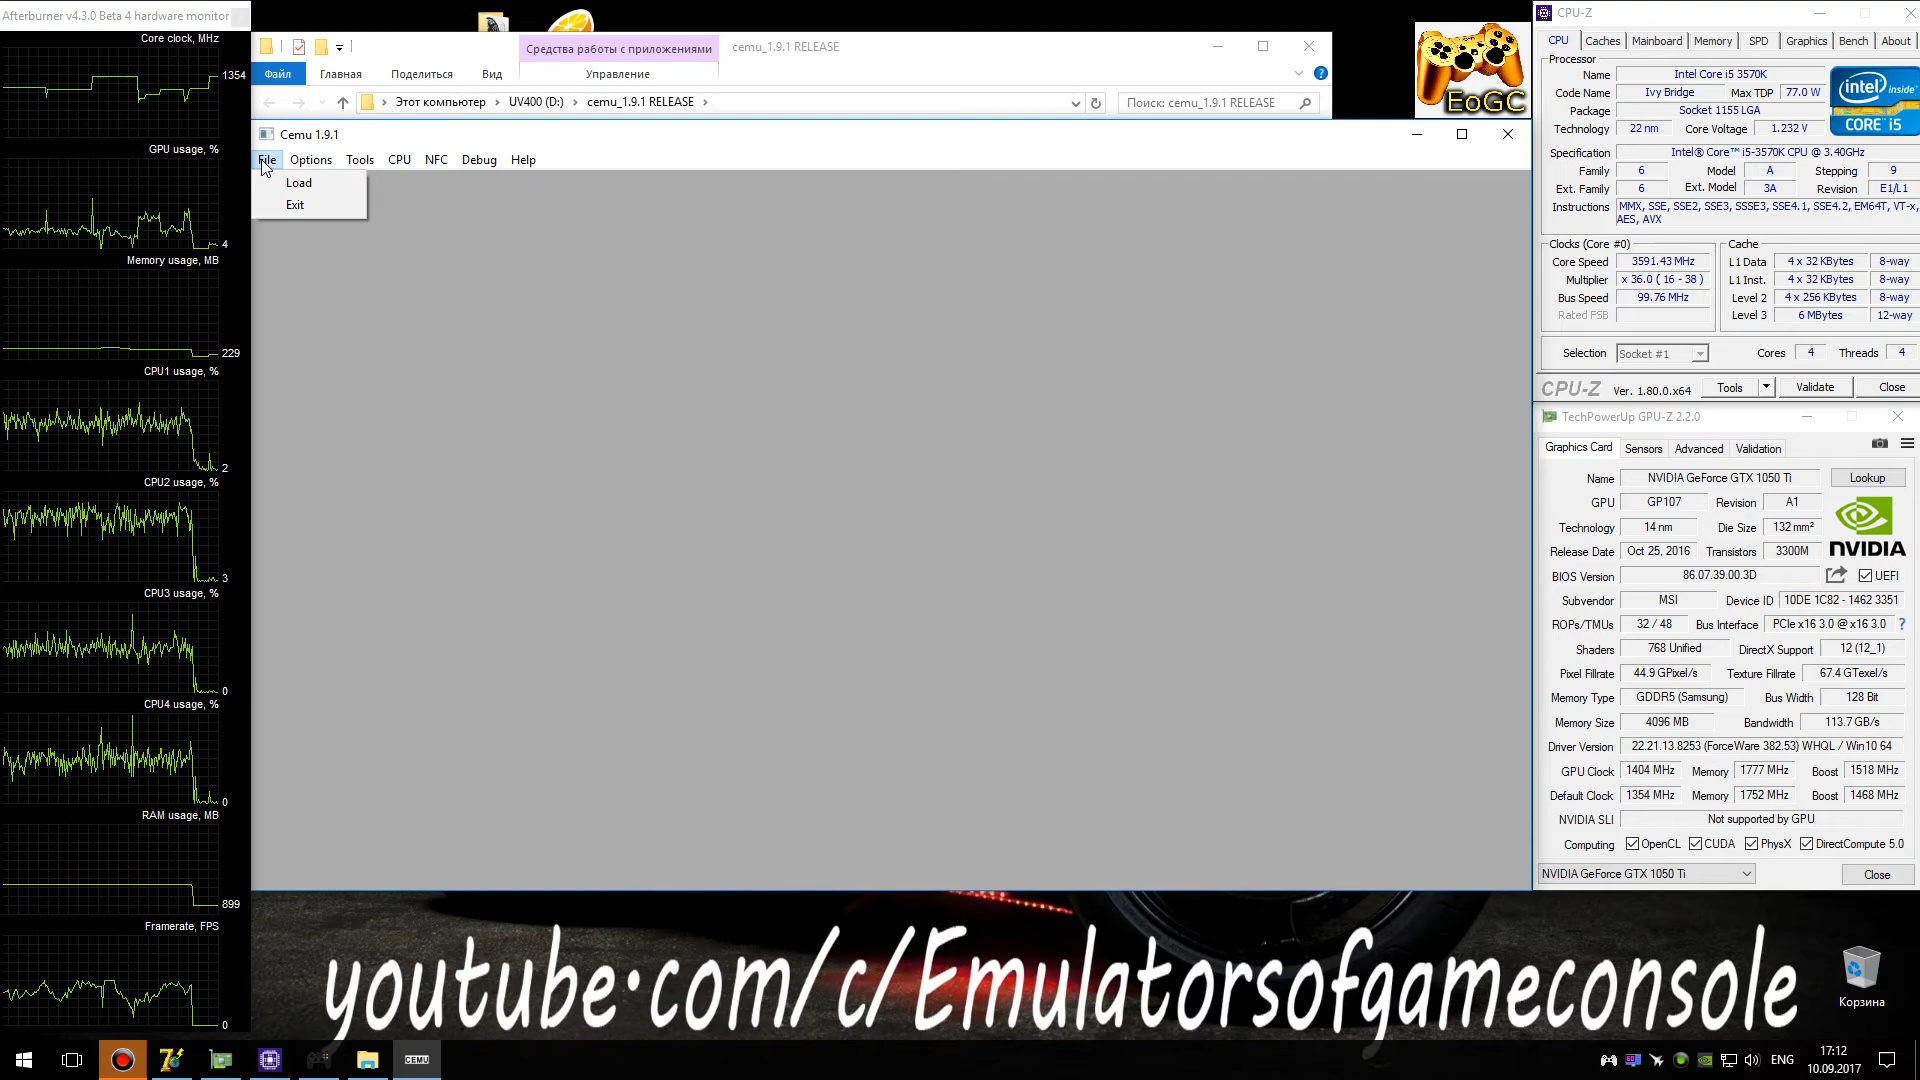 Afterburner v4.3.0 Beta 4 hardware monitor
Core clock, MHz
1354
GPU usage, %
4
Memory usage, MB
229
CPU1 usage, %
2
CPU2 usage, %
3
CPU3 usage, %
0
CPU4 usage, %
0
RAM usage, MB
899
Framerate, FPS
0
Средства работы с приложениями
cemu_1.9.1 RELEASE
Файл
Главная
Поделиться
Вид
Управление
Этот компьютер
UV400 (D:)
cemu_1.9.1 RELEASE
Поиск: cemu_1.9.1 RELEASE
Cemu 1.9.1
File Options Tools CPU NFC Debug Help
Load
Exit
EoGC
CPU-Z
CPU Caches Mainboard Memory SPD Graphics Bench About
Processor
Name Intel Core i5 3570K
Code Name Ivy Bridge Max TDP 77.0 W
Package Socket 1155 LGA
Technology 22 nm Core Voltage 1.232 V
intel inside™
CORE i5
Specification Intel® Core™ i5-3570K CPU @ 3.40GHz
Family 6 Model A Stepping 9
Ext. Family 6 Ext. Model 3A Revision E1/L1
Instructions MMX, SSE, SSE2, SSE3, SSSE3, SSE4.1, SSE4.2, EM64T, VT-x,
AES, AVX
Clocks (Core #0)
Core Speed 3591.43 MHz
Multiplier x 36.0 ( 16 - 38 )
Bus Speed 99.76 MHz
Rated FSB
Cache
L1 Data 4 x 32 KBytes 8-way
L1 Inst. 4 x 32 KBytes 8-way
Level 2 4 x 256 KBytes 8-way
Level 3 6 MBytes 12-way
Selection Socket #1 Cores 4 Threads 4
CPU-Z Ver. 1.80.0.x64 Tools Validate Close
TechPowerUp GPU-Z 2.2.0
Graphics Card Sensors Advanced Validation
Name NVIDIA GeForce GTX 1050 Ti Lookup
GPU GP107 Revision A1
Technology 14 nm Die Size 132 mm²
Release Date Oct 25, 2016 Transistors 3300M
NVIDIA
BIOS Version 86.07.39.00.3D UEFI
Subvendor MSI Device ID 10DE 1C82 - 1462 3351
ROPs/TMUs 32 / 48 Bus Interface PCIe x16 3.0 @ x16 3.0 ?
Shaders 768 Unified DirectX Support 12 (12_1)
Pixel Fillrate 44.9 GPixel/s Texture Fillrate 67.4 GTexel/s
Memory Type GDDR5 (Samsung) Bus Width 128 Bit
Memory Size 4096 MB Bandwidth 113.7 GB/s
Driver Version 22.21.13.8253 (ForceWare 382.53) WHQL / Win10 64
GPU Clock 1404 MHz Memory 1777 MHz Boost 1518 MHz
Default Clock 1354 MHz Memory 1752 MHz Boost 1468 MHz
NVIDIA SLI Not supported by GPU
Computing OpenCL CUDA PhysX DirectCompute 5.0
NVIDIA GeForce GTX 1050 Ti Close
youtube.com/c/Emulatorsofgameconsole
Корзина
CEMU
ENG
17:12
10.09.2017